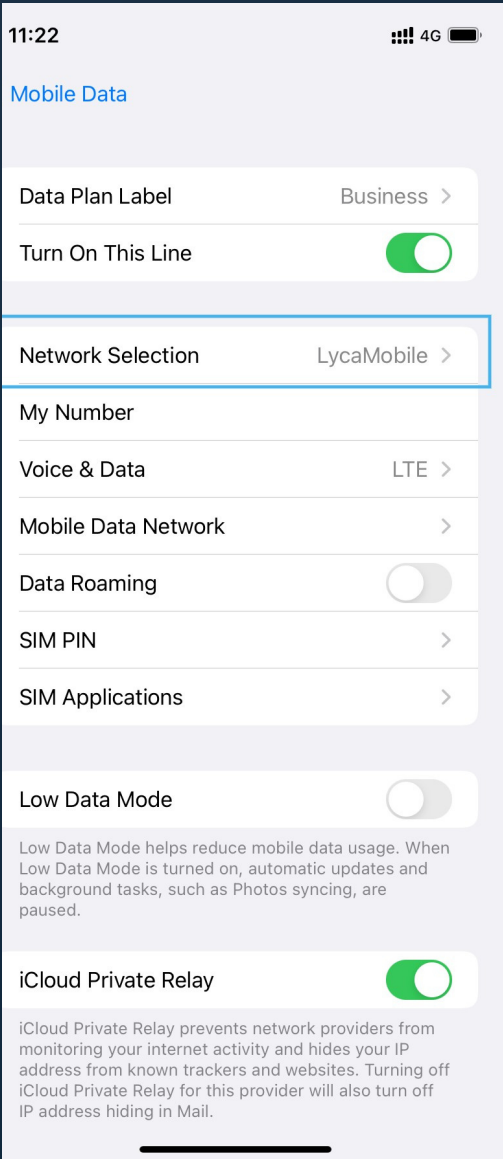 11:22 4G
Mobile Data
Data Plan Label Business
Turn On This Line
Network Selection LycaMobile
My Number
Voice & Data LTE
Mobile Data Network
Data Roaming
SIM PIN
SIM Applications
Low Data Mode
Low Data Mode helps reduce mobile data usage. When
Low Data Mode is turned on, automatic updates and
background tasks, such as Photos syncing, are
paused.
iCloud Private Relay
iCloud Private Relay prevents network providers from
monitoring your internet activity and hides your IP
address from known trackers and websites. Turning off
iCloud Private Relay for this provider will also turn off
IP address hiding in Mail.